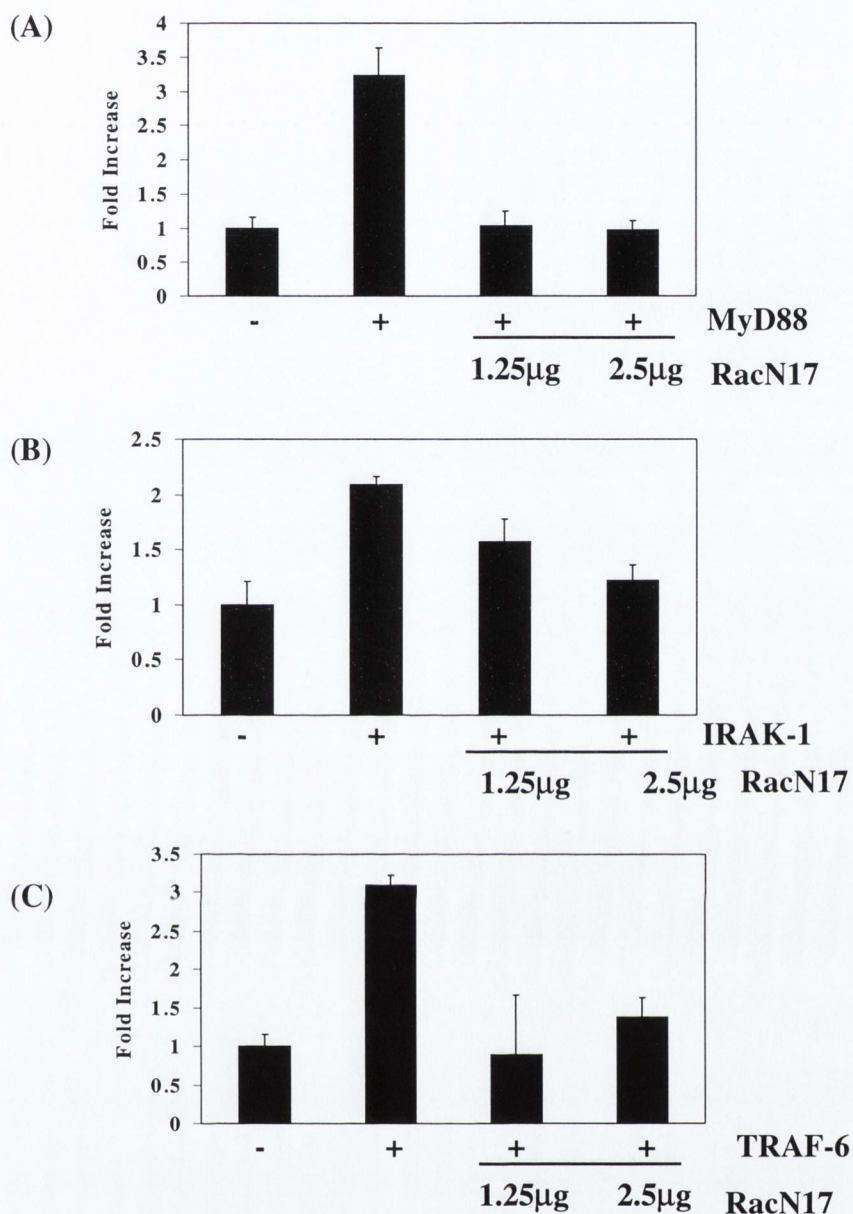 (A)
Fold Increase
4
3.5
3
2.5
2
1.5
1
0.5
0
- + + + MyD88
1.25µg 2.5µg RacN17
(B)
Fold Increase
2.5
2
1.5
1
0.5
0
- + + + IRAK-1
1.25µg 2.5µg RacN17
(C)
Fold Increase
3.5
3
2.5
2
1.5
1
0.5
0
- + + + TRAF-6
1.25µg 2.5µg RacN17